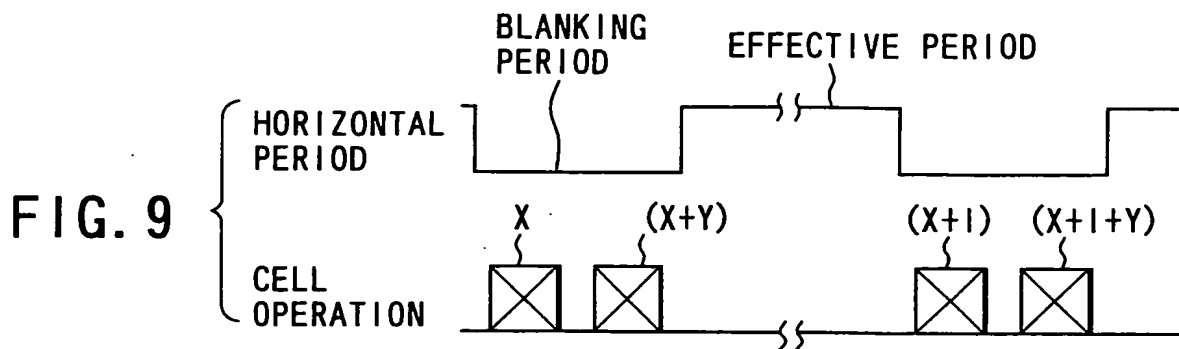 BLANKING
PERIOD
EFFECTIVE PERIOD
HORIZONTAL
PERIOD
FIG. 9
X
(X+Y)
(X+1)
(X+1+Y)
CELL
OPERATION